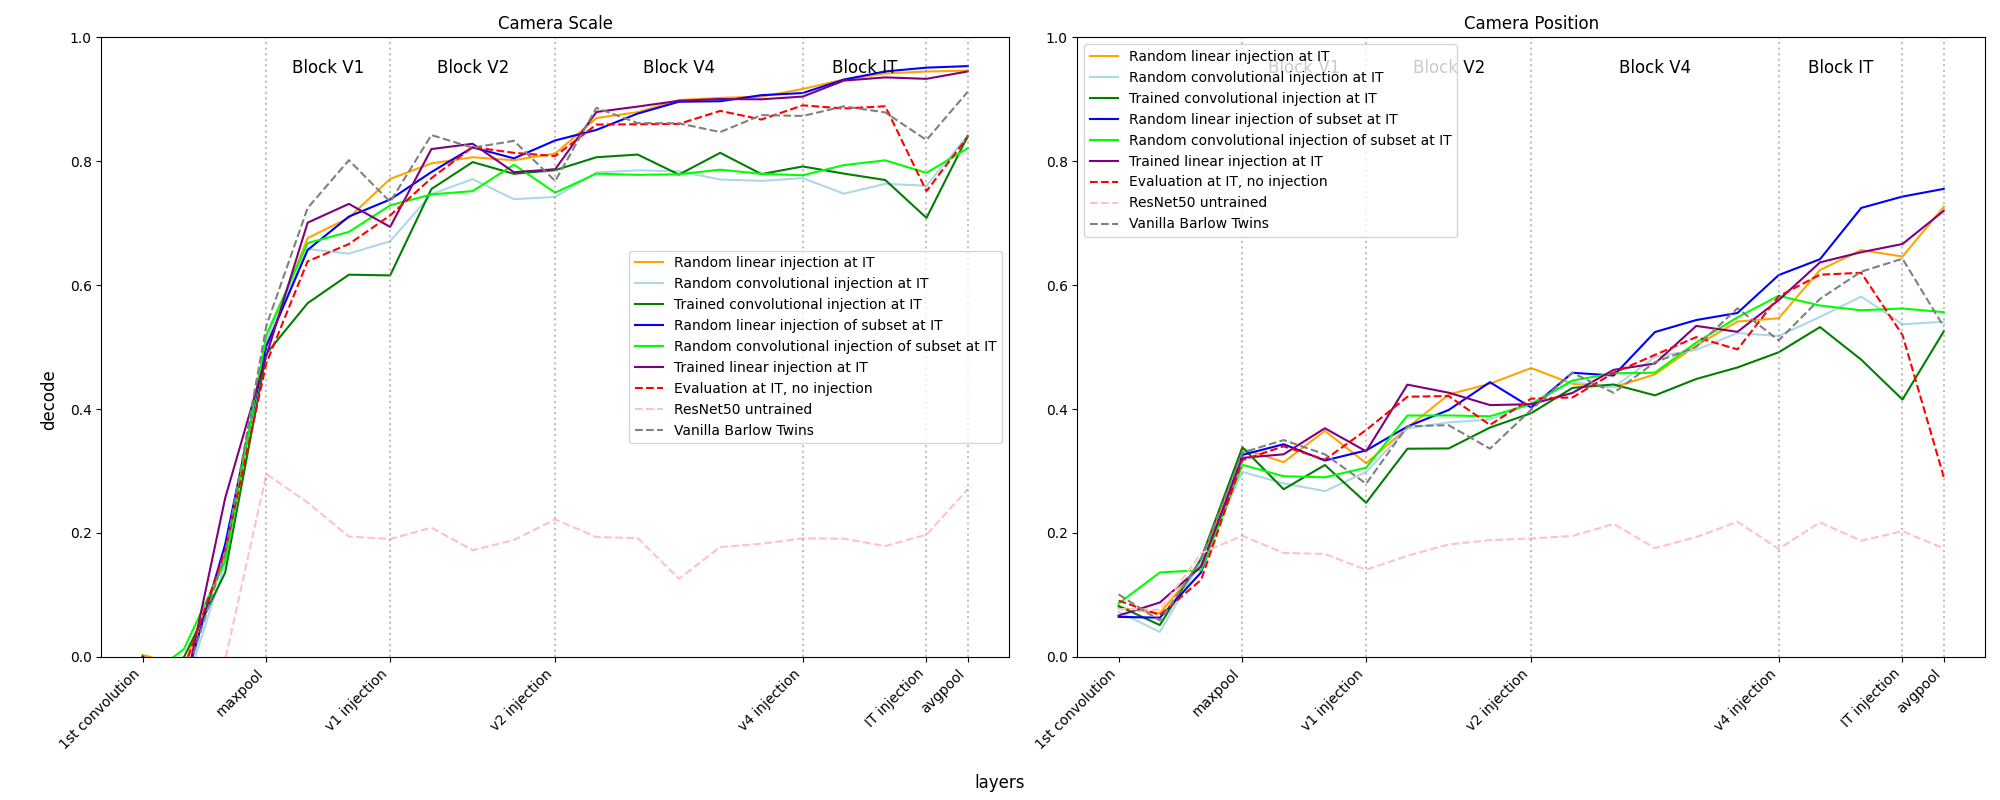 Camera Scale
1.0
0.8
0.6
0.4
0.2
0.0
decode
Block V1
Block V2
Block V4
Block IT
Random linear injection at IT
Random convolutional injection at IT
Trained convolutional injection at IT
Random linear injection of subset at IT
Random convolutional injection of subset at IT
Trained linear injection at IT
Evaluation at IT, no injection
ResNet50 untrained
Vanilla Barlow Twins
1st convolution
maxpool
v1 injection
v2 injection
v4 injection
IT injection
avgpool
Camera Position
1.0
0.8
0.6
0.4
0.2
0.0
Block V1
Block V2
Block V4
Block IT
Random linear injection at IT
Random convolutional injection at IT
Trained convolutional injection at IT
Random linear injection of subset at IT
Random convolutional injection of subset at IT
Trained linear injection at IT
Evaluation at IT, no injection
ResNet50 untrained
Vanilla Barlow Twins
1st convolution
maxpool
v1 injection
v2 injection
v4 injection
IT injection
avgpool
layers